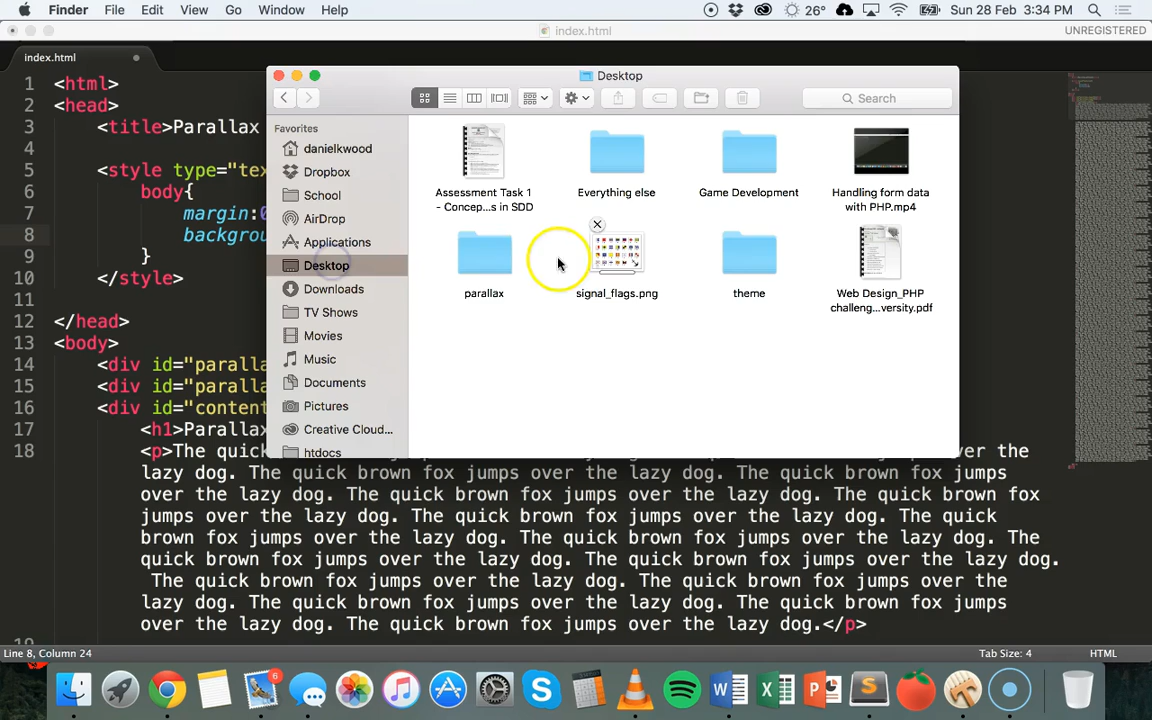 Finder File Edit View Go Window Help 26° Sun 28 Feb 3:34 PM
index.html UNREGISTERED
index.html
Desktop
Search
Favorites
danielkwood
Dropbox
School
AirDrop
Applications
Desktop
Downloads
TV Shows
Movies
Music
Documents
Pictures
Creative Cloud...
htdocs
Assessment Task 1
- Concep...s in SDD
Everything else
Game Development
Handling form data
with PHP.mp4
parallax
signal_flags.png
theme
Web Design_PHP
challeng...versity.pdf
1 <html>
2 <head>
3 <title>Parallax
4
5 <style type="tex
6 body{
7 margin:0
8 backgrou
9 }
10 </style>
11
12 </head>
13 <body>
14 <div id="paralla
15 <div id="paralla
16 <div id="content
17 <h1>Parallax
18 <p>The quick brown fox jumps over the
lazy dog. The quick brown fox jumps over the lazy dog. The quick brown fox jumps
over the lazy dog. The quick brown fox jumps over the lazy dog. The quick brown fox
jumps over the lazy dog. The quick brown fox jumps over the lazy dog. The quick
brown fox jumps over the lazy dog. The quick brown fox jumps over the lazy dog. The
quick brown fox jumps over the lazy dog. The quick brown fox jumps over the lazy dog.
The quick brown fox jumps over the lazy dog. The quick brown fox jumps over the
lazy dog. The quick brown fox jumps over the lazy dog. The quick brown fox jumps
over the lazy dog. The quick brown fox jumps over the lazy dog.</p>
Line 8, Column 24 Tab Size: 4 HTML
6